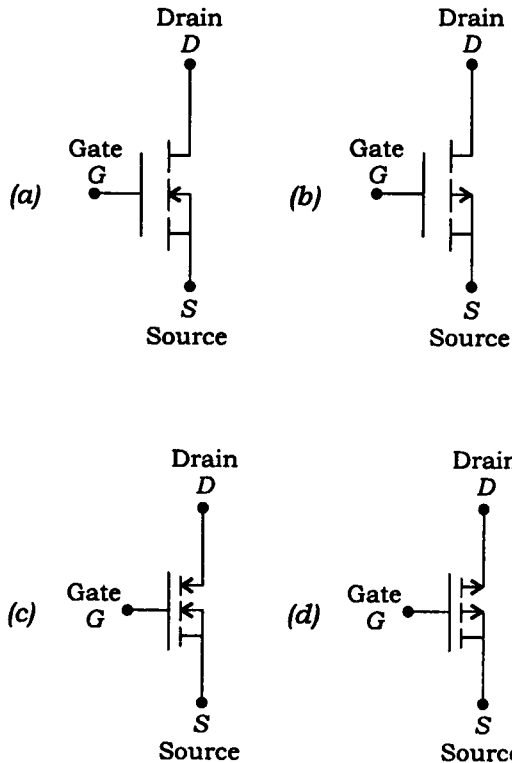 Drain
D
Gate
G
(a)
S
Source
Drain
D
Gate
G
(b)
S
Source
Drain
D
Gate
G
(c)
S
Source
Drain
D
Gate
G
(d)
S
Source